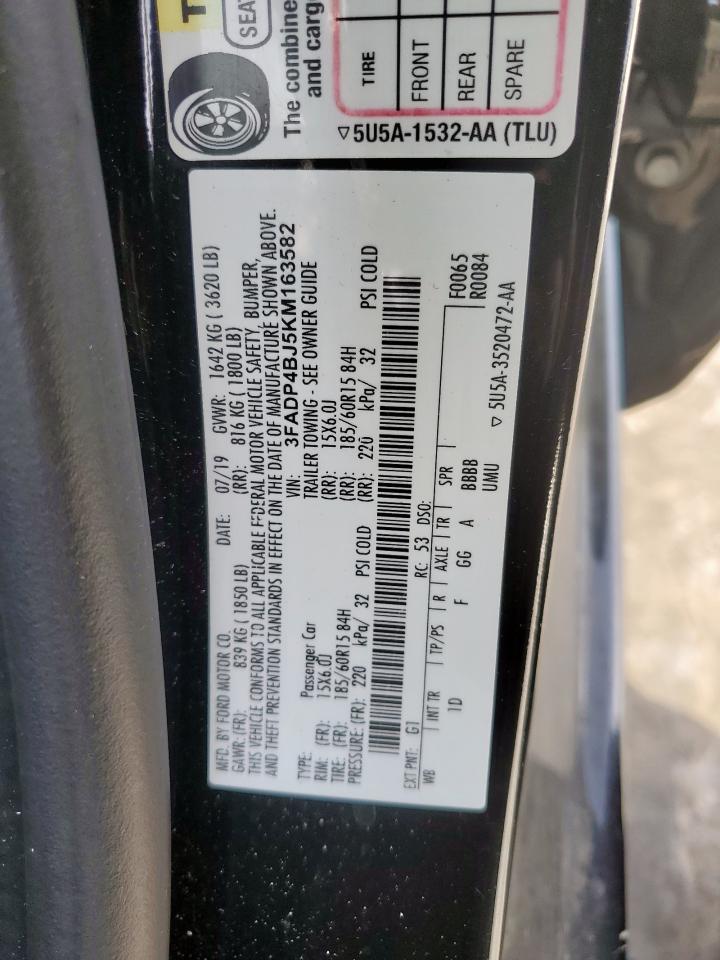 T
SEAT
The combine
and cargo
TIRE
FRONT
REAR
SPARE
▽5U5A-1532-AA (TLU)
MFD. BY FORD MOTOR CO. DATE: 07/19 GVWR: 1642 KG ( 3620 LB)
GAWR: (FR): 839 KG ( 1850 LB) (RR): 816 KG ( 1800 LB)
THIS VEHICLE CONFORMS TO ALL APPLICABLE FEDERAL MOTOR VEHICLE SAFETY, BUMPER,
AND THEFT PREVENTION STANDARDS IN EFFECT ON THE DATE OF MANUFACTURE SHOWN ABOVE.
VIN: 3FADP4BJ5KM163582
TYPE: Passenger Car TRAILER TOWING - SEE OWNER GUIDE
RIM: (FR): 15X6.0J (RR): 15X6.0J
TIRE: (FR): 185/60R15 84H (RR): 185/60R15 84H
PRESSURE: (FR): 220 kPa/ 32 PSI COLD (RR): 220 kPa/ 32 PSI COLD
EXT PNT: G1 RC: 53 DSO: F0065
WB INT TR TP/PS R AXLE TR SPR R0084
1D F GG A BBBB
UMU
▽ 5U5A-3520472-AA